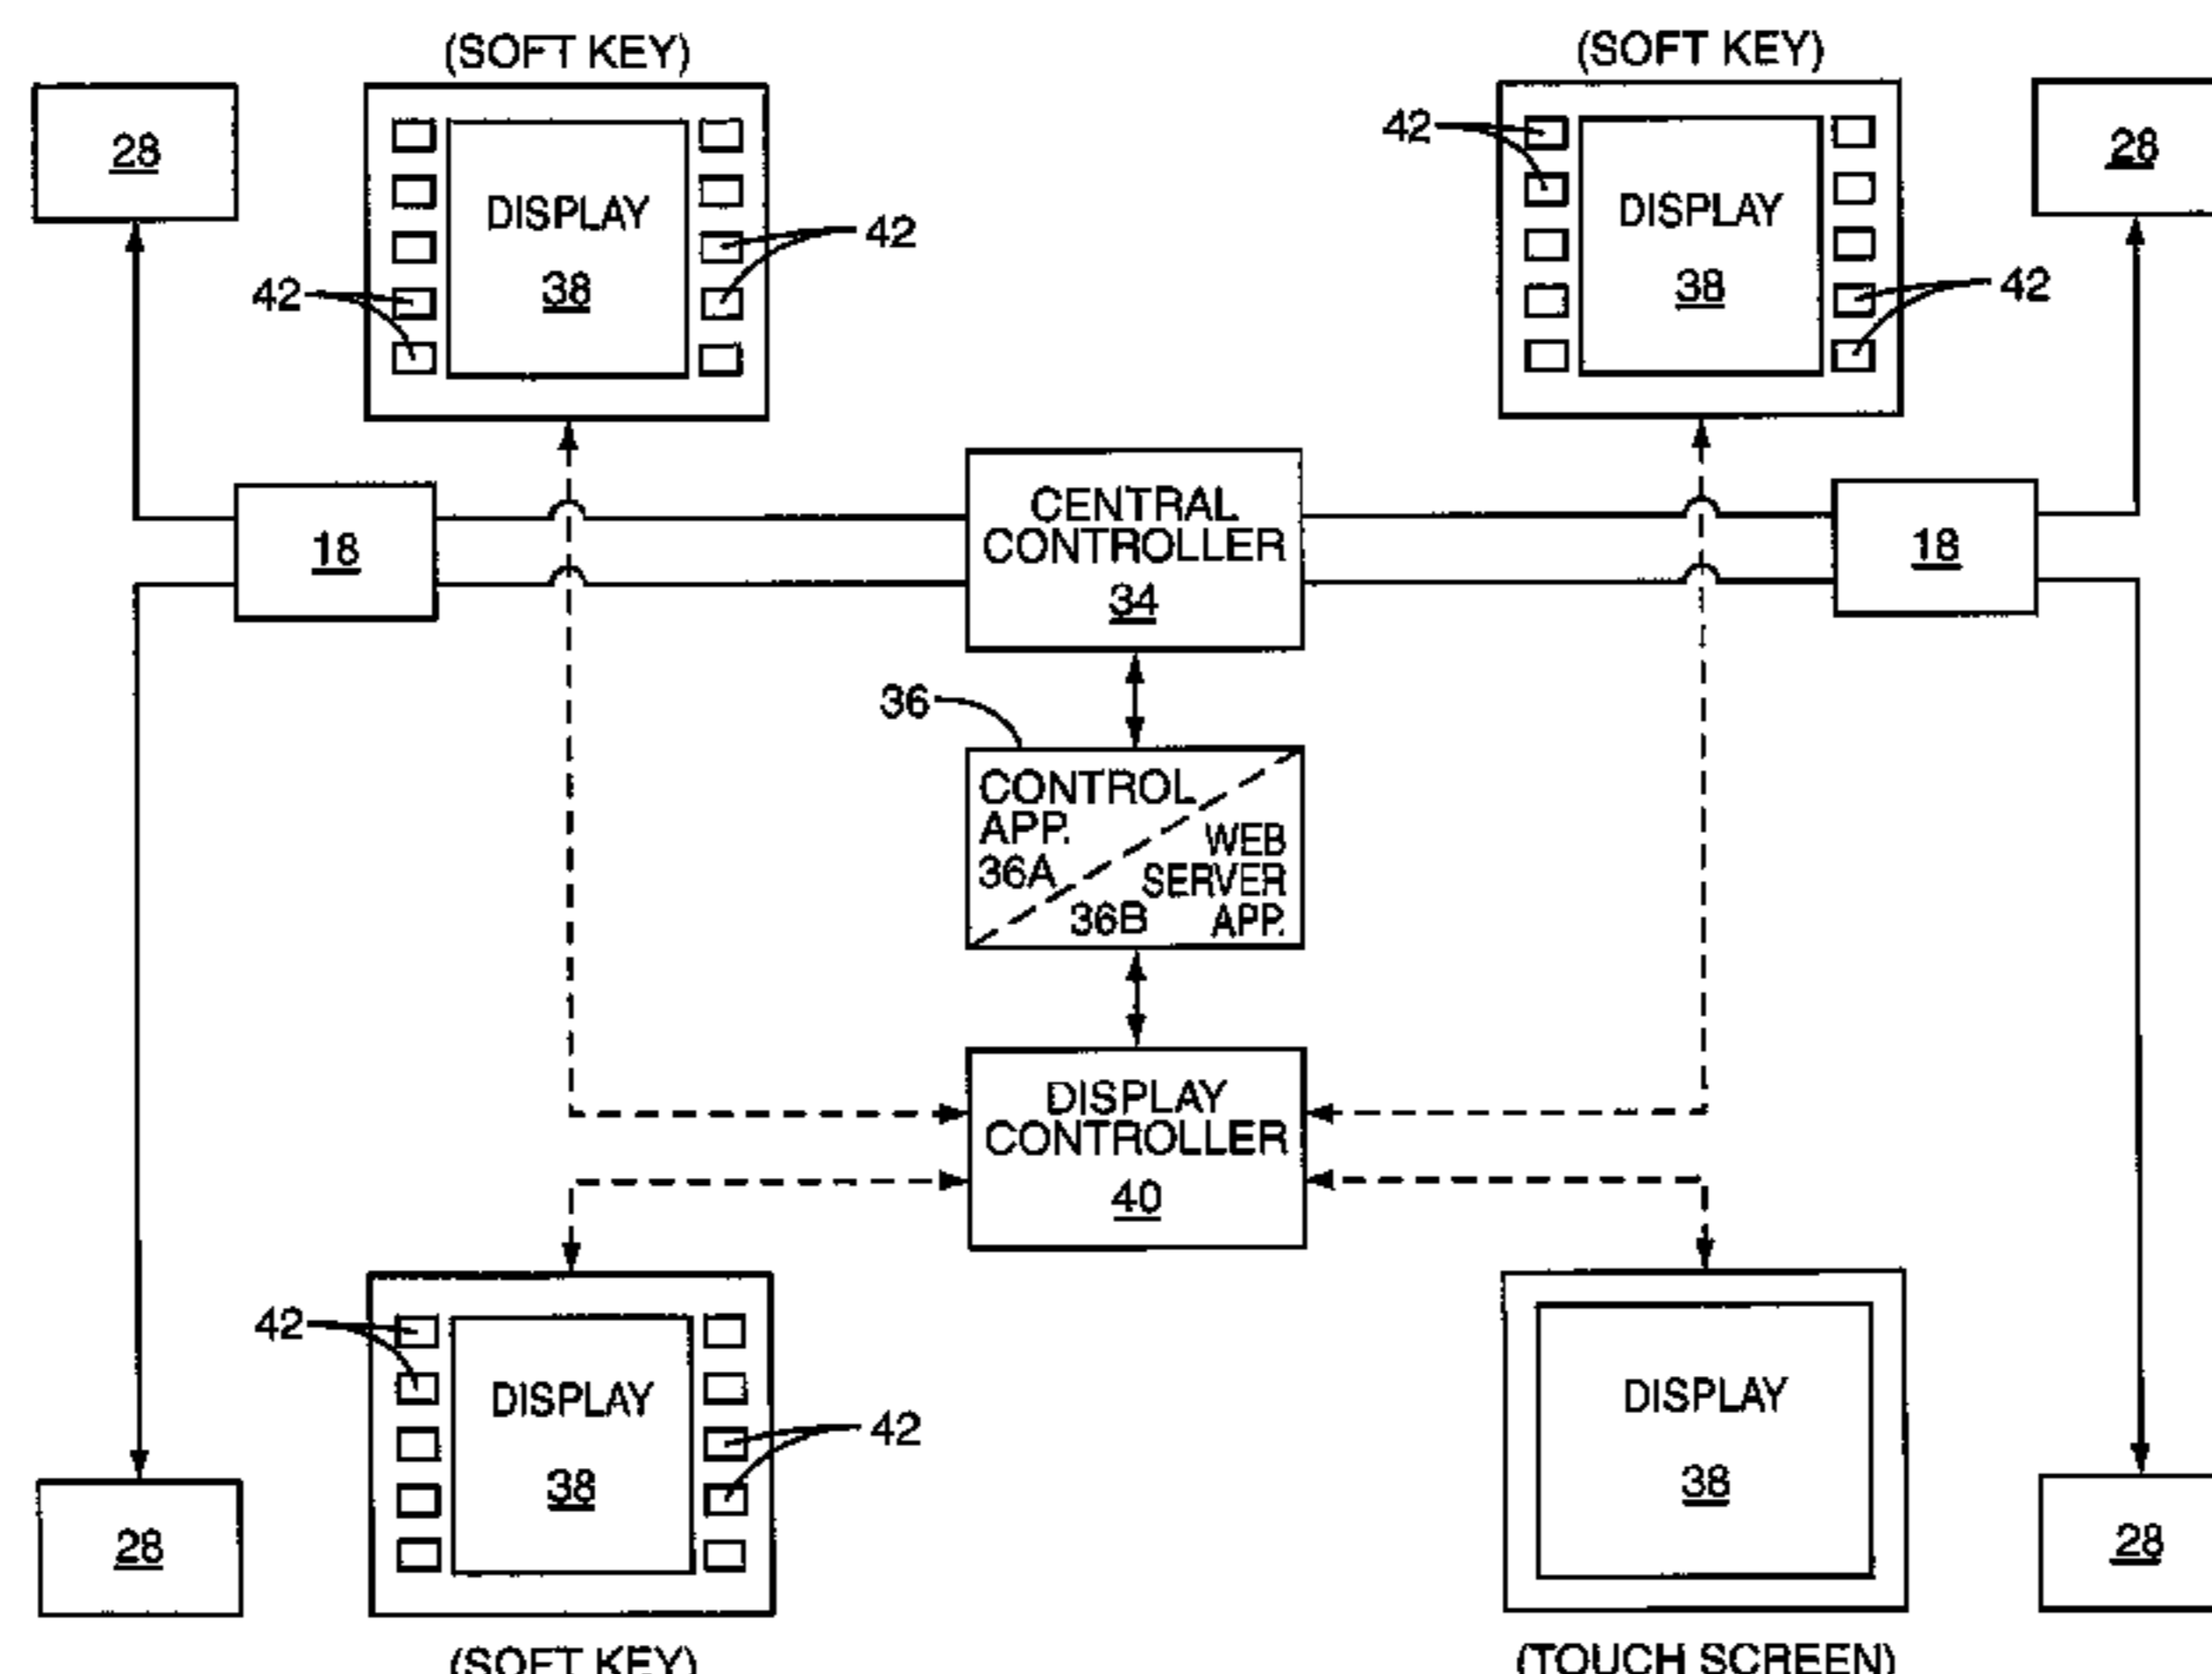 (SOFT KEY)
(SOFT KEY)
28
DISPLAY
38
42
42
42
DISPLAY
38
42
28
18
CENTRAL
CONTROLLER
34
18
36
CONTROL
APP.
36A
WEB
SERVER
APP.
36B
DISPLAY
CONTROLLER
40
42
DISPLAY
38
42
DISPLAY
38
28
28
(SOFT KEY)
(TOUCH SCREEN)